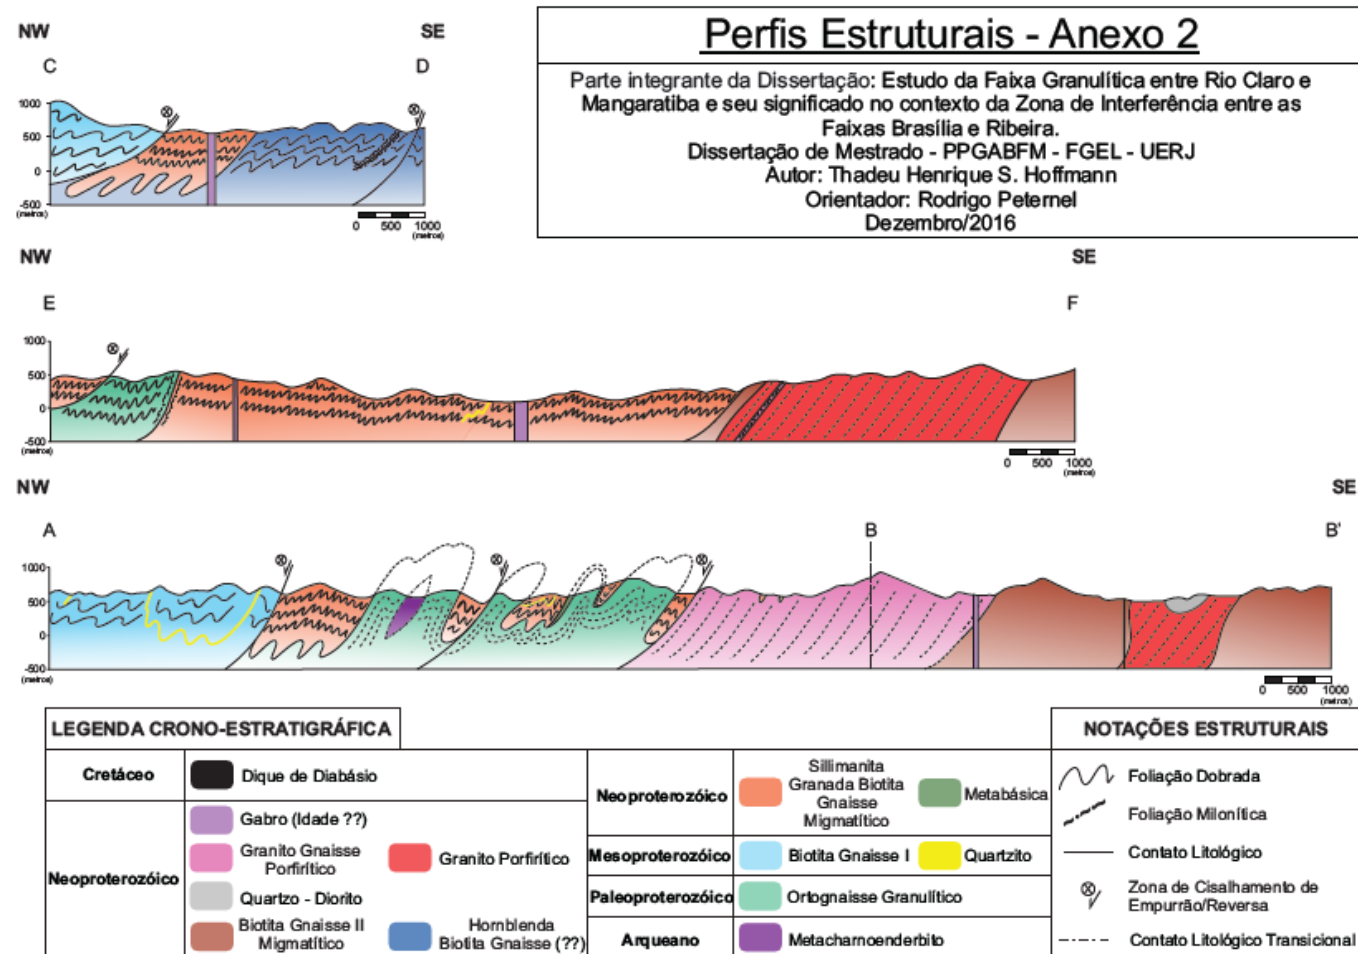 Perfis Estruturais - Anexo 2
Parte integrante da Dissertação: Estudo da Faixa Granulítica entre Rio Claro e
Mangaratiba e seu significado no contexto da Zona de Interferência entre as
Faixas Brasília e Ribeira.
Dissertação de Mestrado - PPGABFM - FGEL - UERJ
Autor: Thadeu Henrique S. Hoffmann
Orientador: Rodrigo Peternel
Dezembro/2016
NW
SE
C
D
1000
500
0
-500
(metros)
0 500 1000
(metros)
NW
SE
E
F
1000
500
0
-500
(metros)
0 500 1000
(metros)
NW
SE
A
B
B'
1000
500
0
-500
(metros)
0 500 1000
(metros)
LEGENDA CRONO-ESTRATIGRÁFICA
Cretáceo
Dique de Diabásio
Neoproterozóico
Gabro (Idade ??)
Granito Gnaisse
Porfirítico
Granito Porfirítico
Quartzo - Diorito
Biotita Gnaisse II
Migmatítico
Hornblenda
Biotita Gnaisse (??)
Neoproterozóico
Sillimanita
Granada Biotita
Gnaisse
Migmatítico
Metabásica
Mesoproterozóico
Biotita Gnaisse I
Quartzito
Paleoproterozóico
Ortognaisse Granulítico
Arqueano
Metacharnoenderbito
NOTAÇÕES ESTRUTURAIS
Foliação Dobrada
Foliação Milonítica
Contato Litológico
Zona de Cisalhamento de
Empurrão/Reversa
Contato Litológico Transicional